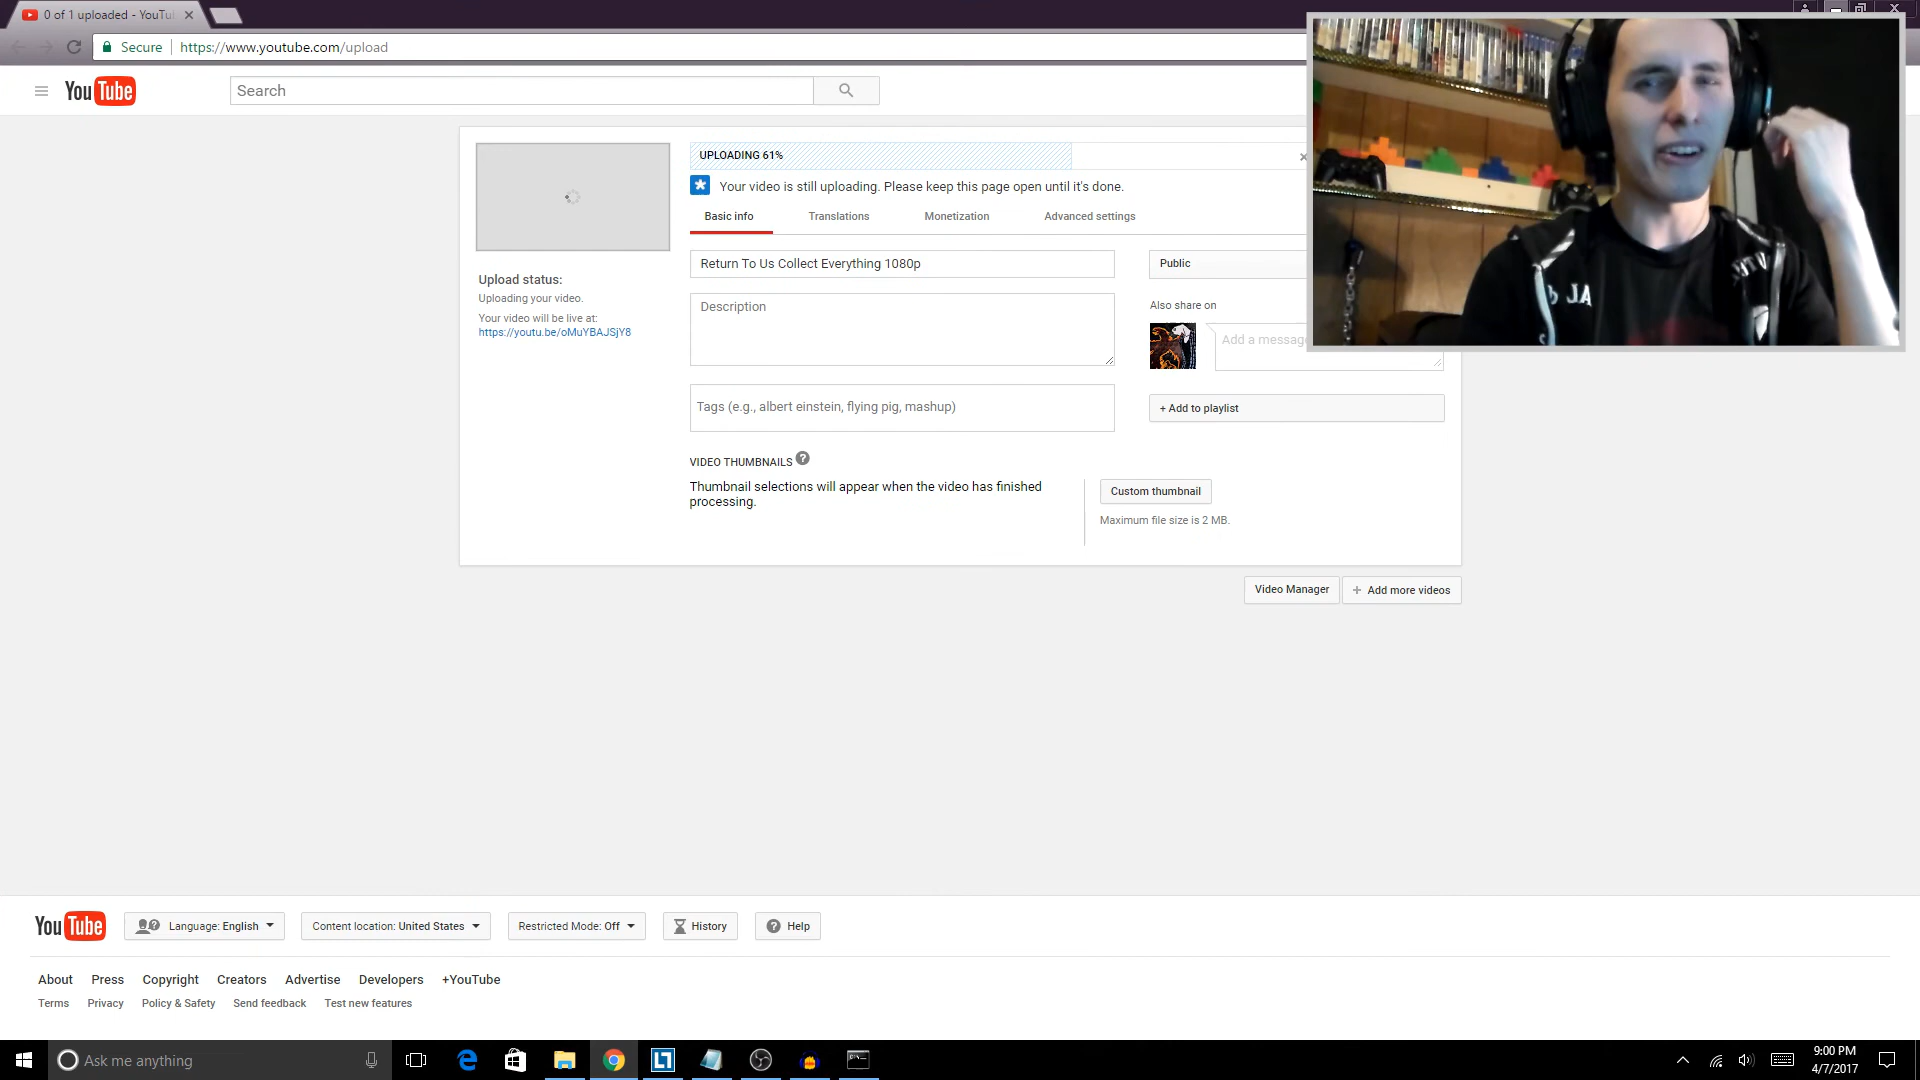 0 of 1 uploaded - YouTu
Secure
https://www.youtube.com/upload
YouTube
Search
UPLOADING 61%
Your video is still uploading. Please keep this page open until it's done.
Basic info
Translations
Monetization
Advanced settings
Upload status:
Uploading your video.
Your video will be live at:
https://youtu.be/oMuYBAJSjY8
Return To Us Collect Everything 1080p
Description
Tags (e.g., albert einstein, flying pig, mashup)
Public
Also share on
Add a messag
+ Add to playlist
VIDEO THUMBNAILS
Thumbnail selections will appear when the video has finished
processing.
Custom thumbnail
Maximum file size is 2 MB.
Video Manager
+ Add more videos
JA
YouTube
Language: English
Content location: United States
Restricted Mode: Off
History
Help
About
Press
Copyright
Creators
Advertise
Developers
+YouTube
Terms
Privacy
Policy & Safety
Send feedback
Test new features
Ask me anything
9:00 PM
4/7/2017